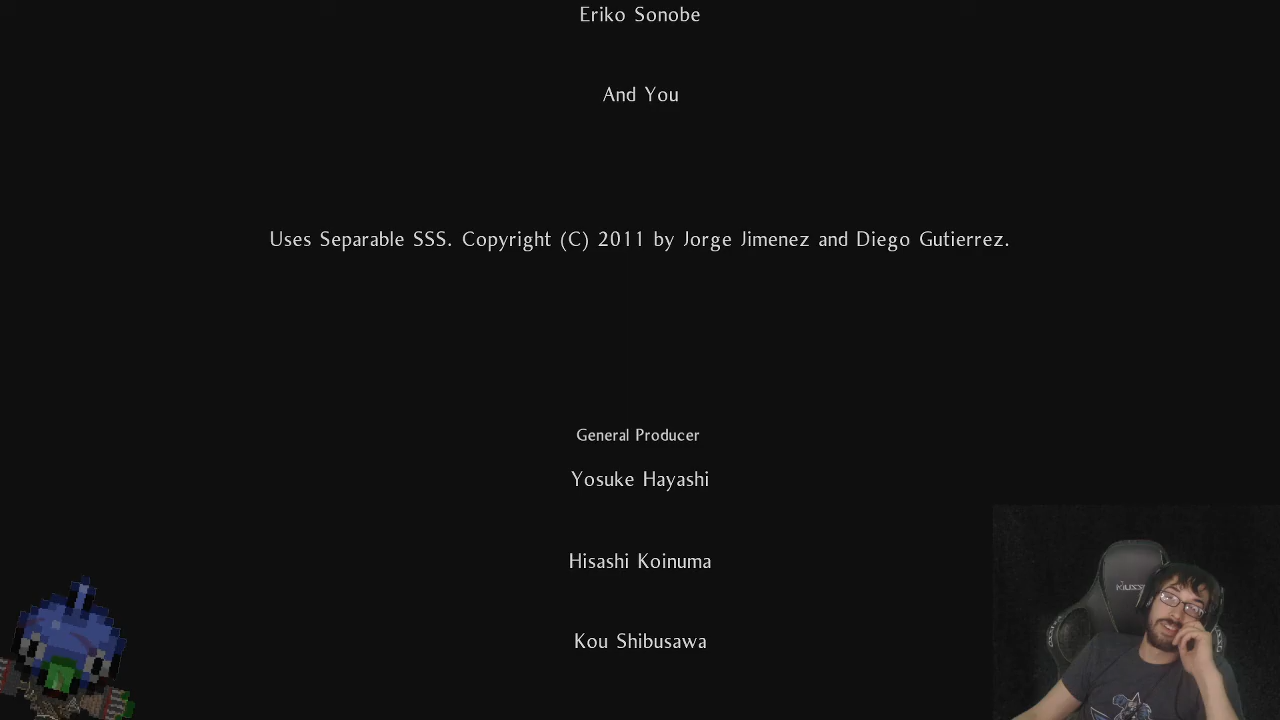 Eriko Sonobe
And You
Uses Separable SSS. Copyright (C) 2011 by Jorge Jimenez and Diego Gutierrez.
General Producer
Yosuke Hayashi
Hisashi Koinuma
Kou Shibusawa